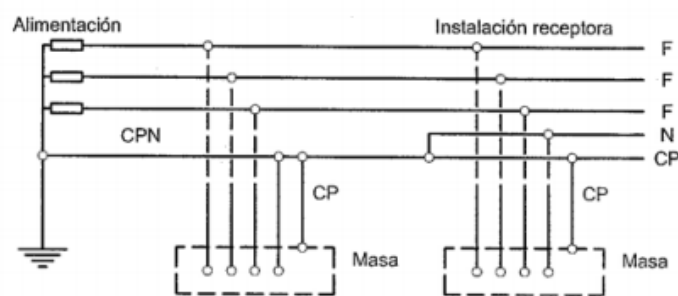 Alimentación
Instalación receptora
F
F
F
CPN
N
CP
CP
CP
Masa
Masa